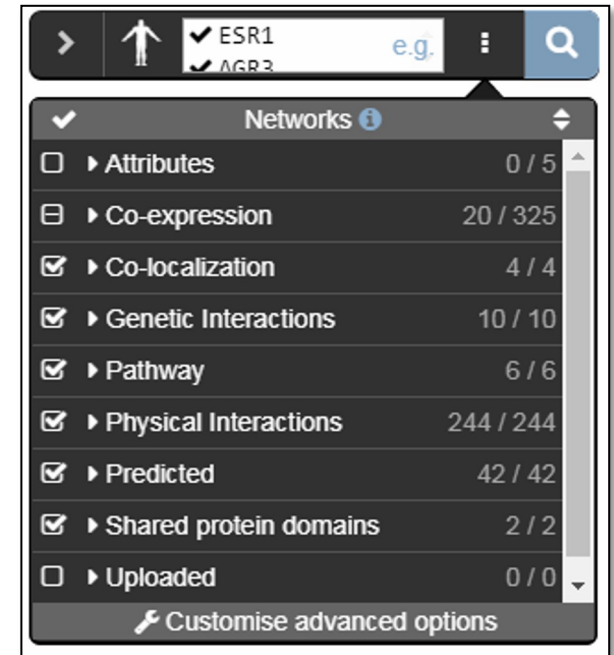 ESR1
e.g.
AGR3
Networks
Attributes 0 / 5
Co-expression 20 / 325
Co-localization 4 / 4
Genetic Interactions 10 / 10
Pathway 6 / 6
Physical Interactions 244 / 244
Predicted 42 / 42
Shared protein domains 2 / 2
Uploaded 0 / 0
Customise advanced options